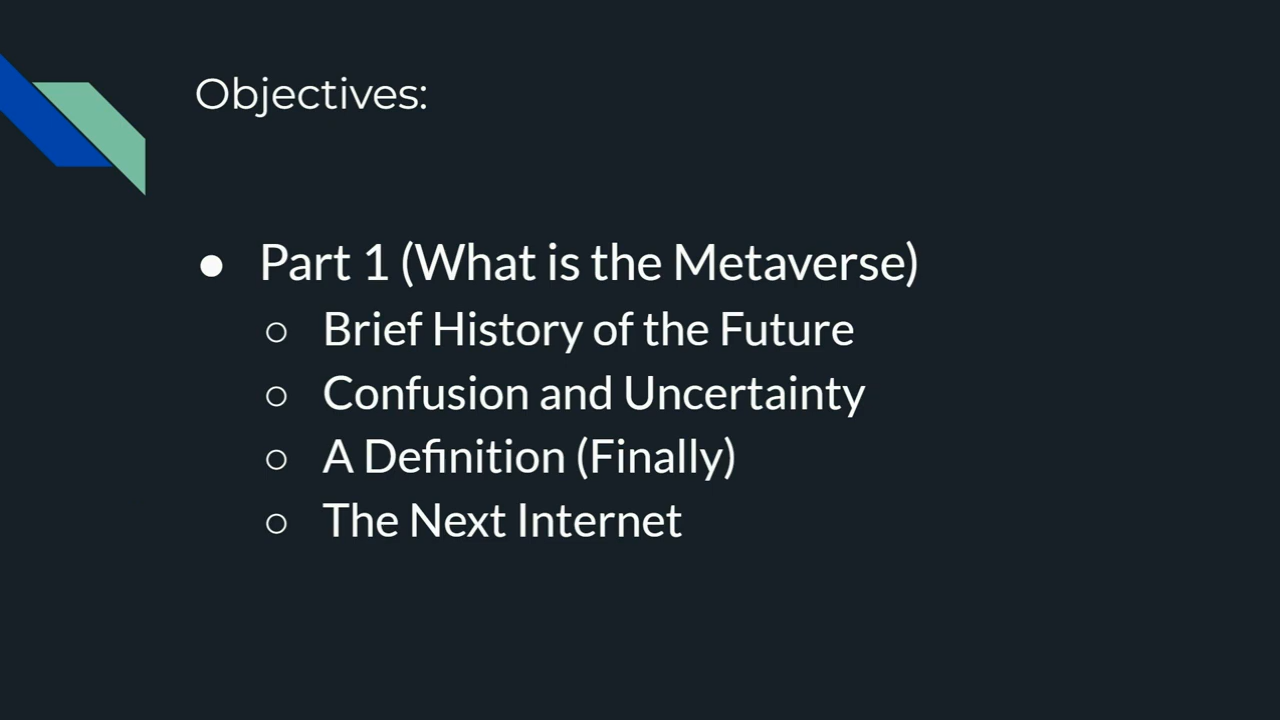 Objectives:
● Part 1 (What is the Metaverse)
○ Brief History of the Future
○ Confusion and Uncertainty
○ A Definition (Finally)
○ The Next Internet